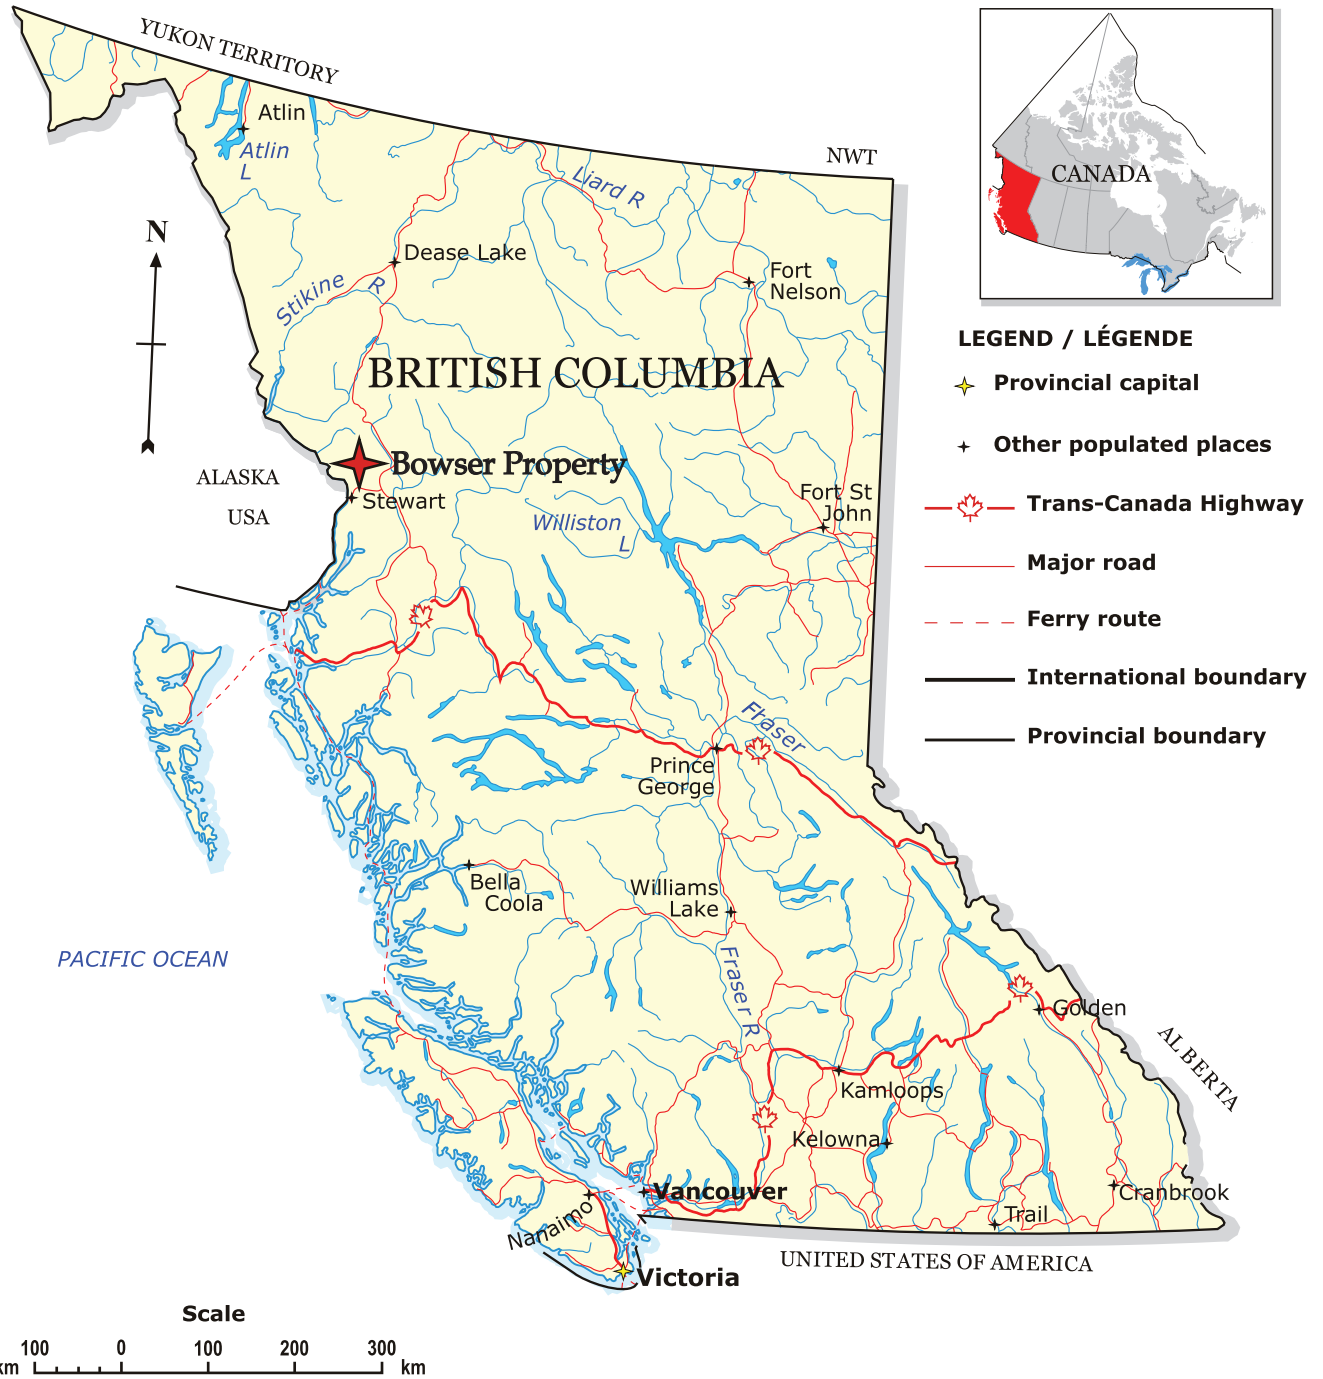 YUKON TERRITORY
NWT
Atlin
Atlin
L
Liard R
N
Dease Lake
Stikine
R
Fort
Nelson
CANADA
BRITISH COLUMBIA
LEGEND / LÉGENDE
Provincial capital
Other populated places
Trans-Canada Highway
Major road
Ferry route
International boundary
Provincial boundary
Bowser Property
ALASKA
USA
Stewart
Fort St
John
Williston
L
Fraser
Prince
George
Bella
Coola
Williams
Lake
PACIFIC OCEAN
Fraser R
Golden
ALBERTA
Kamloops
Kelowna
Vancouver
Cranbrook
Nanaimo
Trail
UNITED STATES OF AMERICA
Victoria
Scale
100 0 100 200 300
km km